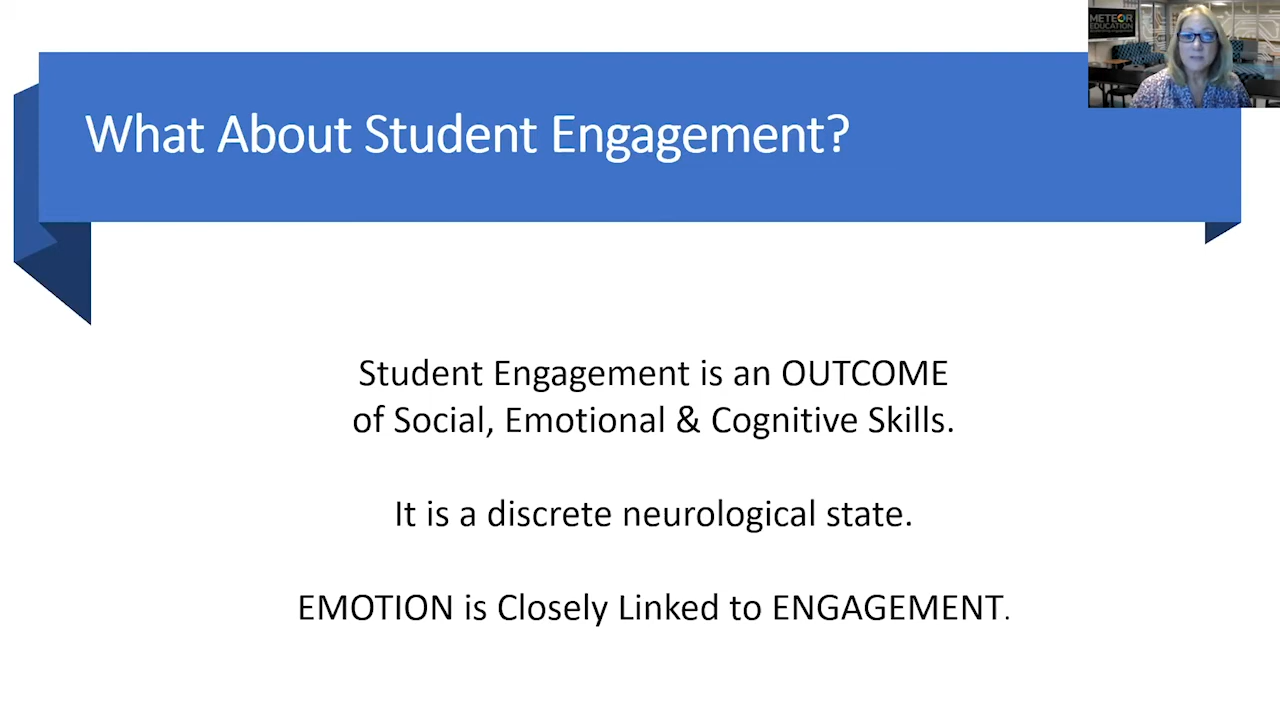 METEOR
EDUCATION
What About Student Engagement?
Student Engagement is an OUTCOME
of Social, Emotional & Cognitive Skills.
It is a discrete neurological state.
EMOTION is Closely Linked to ENGAGEMENT.